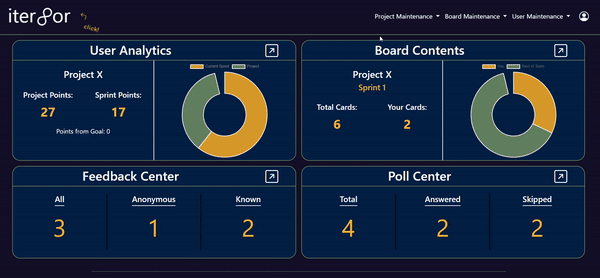 iter8or
click!
Project Maintenance
Board Maintenance
User Maintenance
User Analytics
Project X
Project Points:
Sprint Points:
27
17
Points from Goal: 0
Current Sprint
Project
Board Contents
Project X
Sprint 1
Total Cards:
Your Cards:
6
2
Feedback Center
All
Anonymous
Known
3
1
2
Poll Center
Total
Answered
Skipped
4
2
2